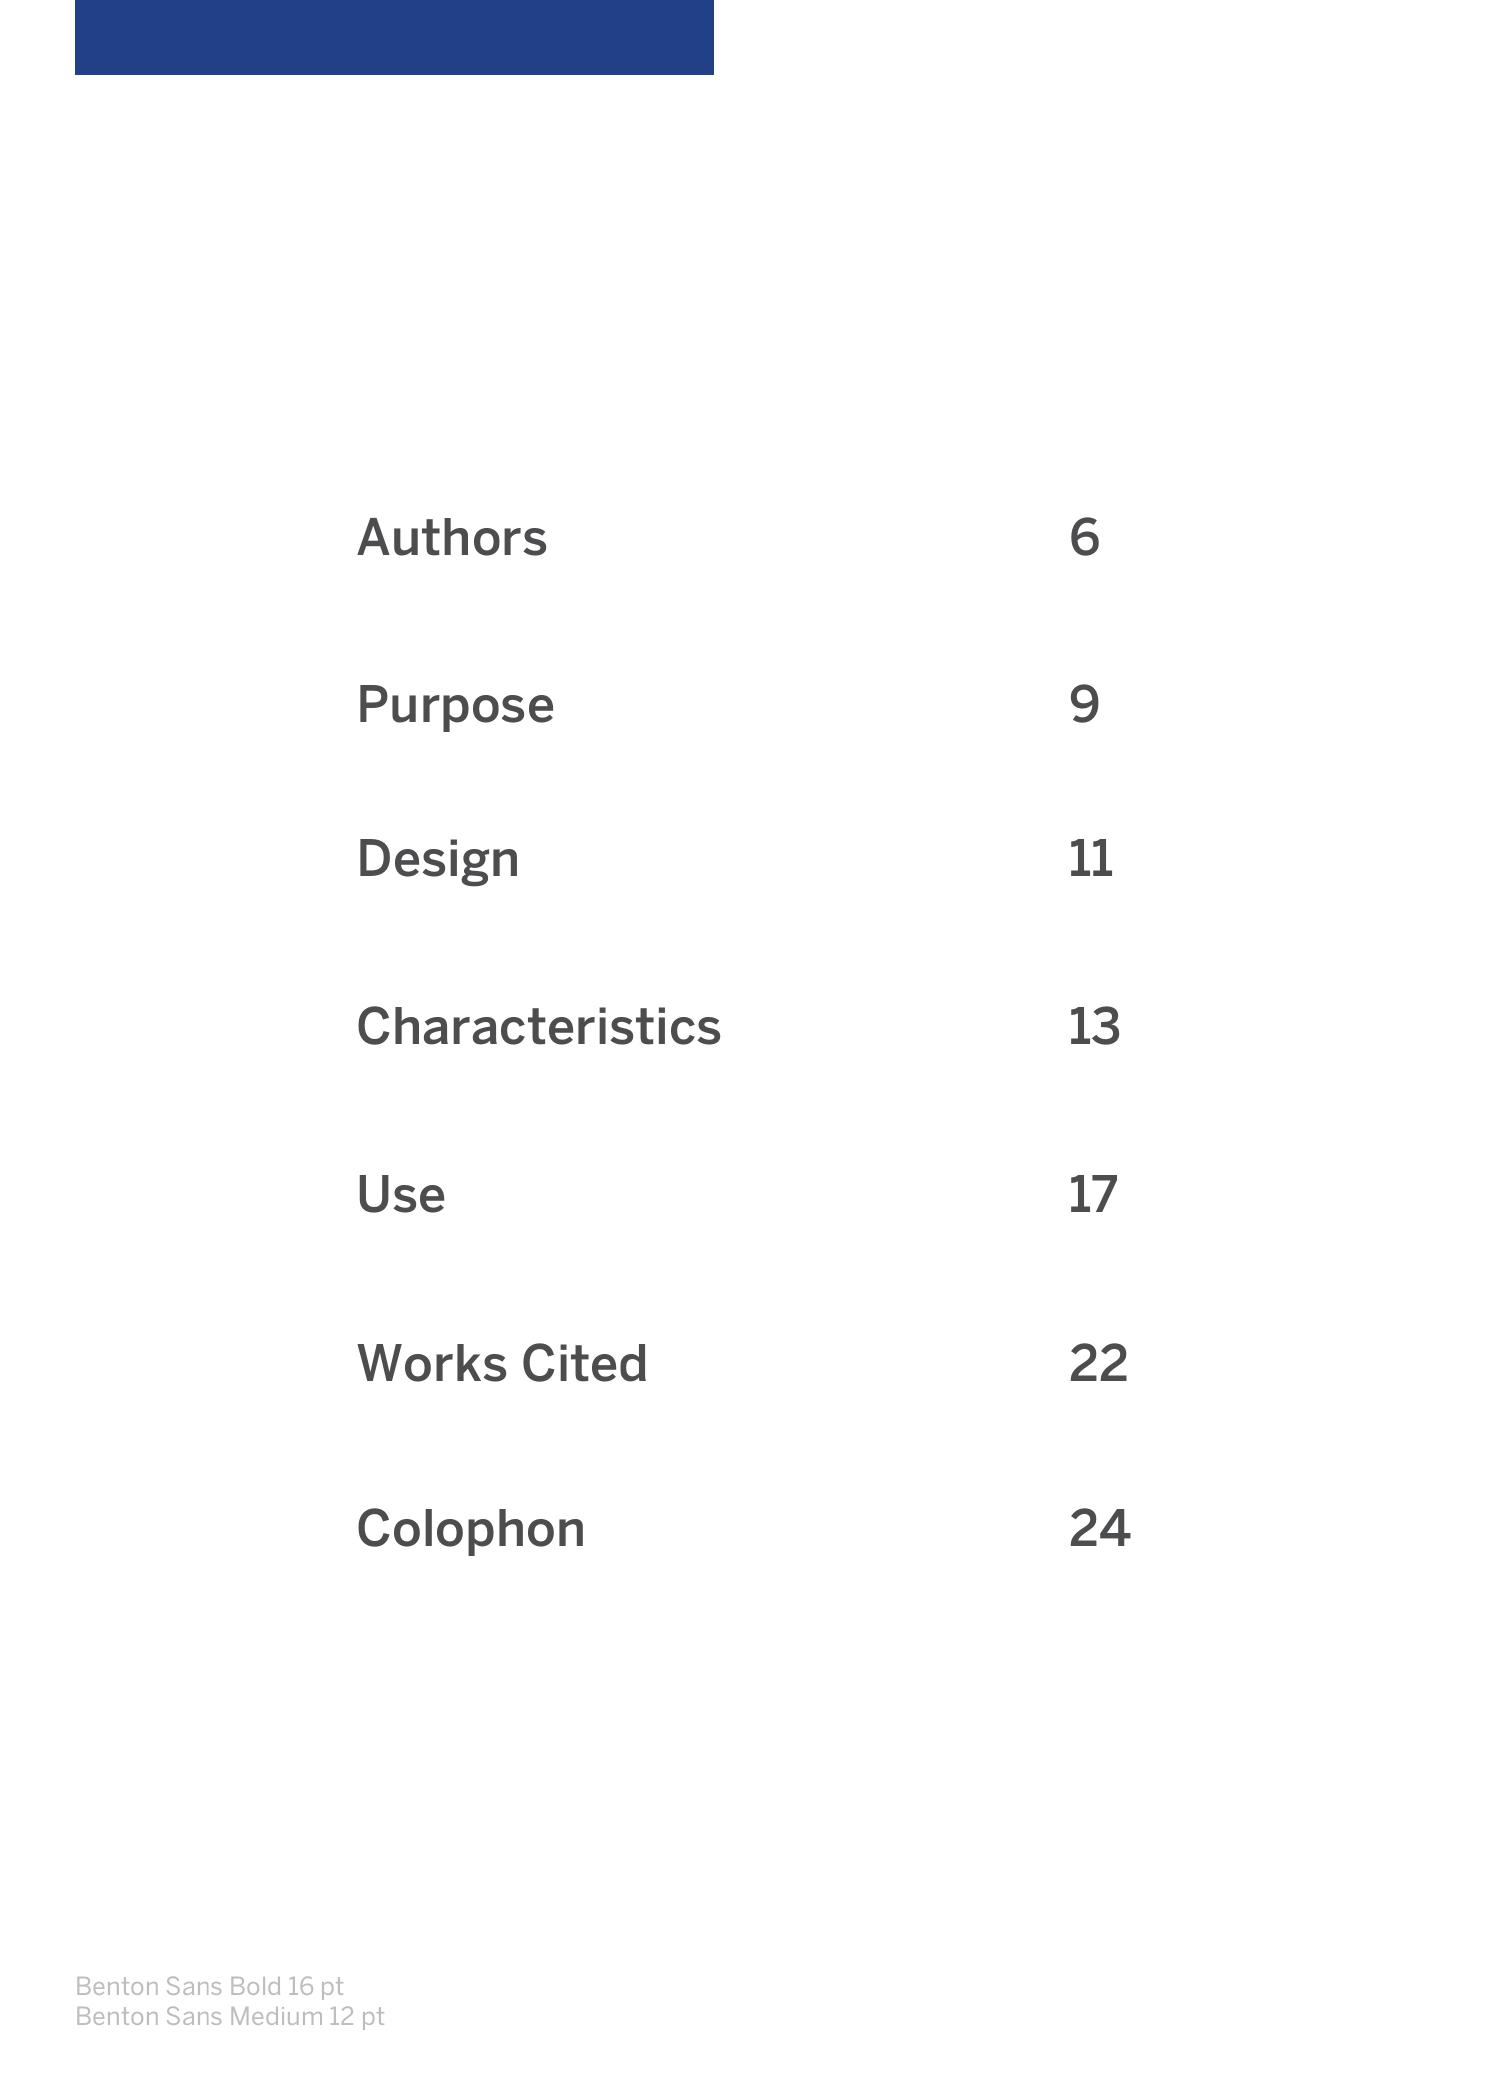 Authors 6
Purpose 9
Design 11
Characteristics 13
Use 17
Works Cited 22
Colophon 24
Benton Sans Bold 16 pt
Benton Sans Medium 12 pt